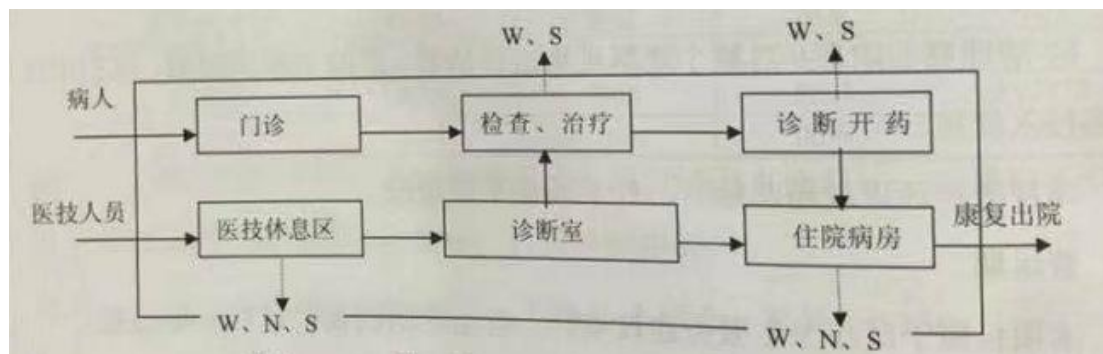 W、S
W、S
病人
门诊
检查、治疗
诊断开药
医技人员
医技休息区
诊断室
住院病房
康复出院
W、N、S
W、N、S